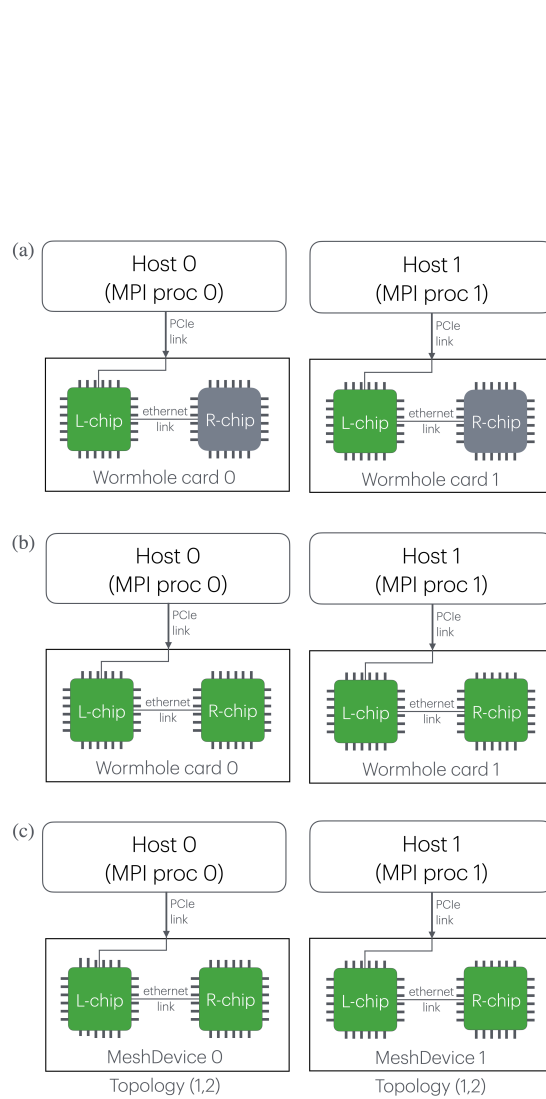 (a)
Host 0
(MPI proc 0)
PCIe
link
L-chip
ethernet
link
R-chip
Wormhole card 0
Host 1
(MPI proc 1)
PCIe
link
L-chip
ethernet
link
R-chip
Wormhole card 1
(b)
Host 0
(MPI proc 0)
PCIe
link
L-chip
ethernet
link
R-chip
Wormhole card 0
Host 1
(MPI proc 1)
PCIe
link
L-chip
ethernet
link
R-chip
Wormhole card 1
(c)
Host 0
(MPI proc 0)
PCIe
link
L-chip
ethernet
link
R-chip
MeshDevice 0
Topology (1,2)
Host 1
(MPI proc 1)
PCIe
link
L-chip
ethernet
link
R-chip
MeshDevice 1
Topology (1,2)